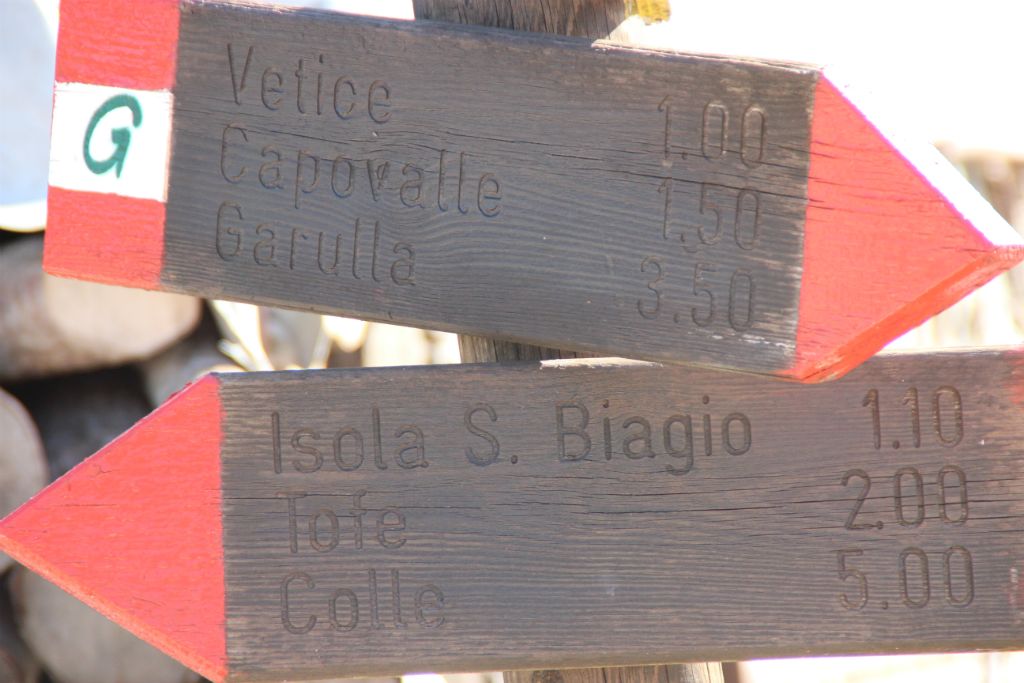 G
Vetice 1.00
Capovalle 1.50
Garulla 3.50
Isola S. Biagio 1.10
Tofe 2.00
Colle 5.00